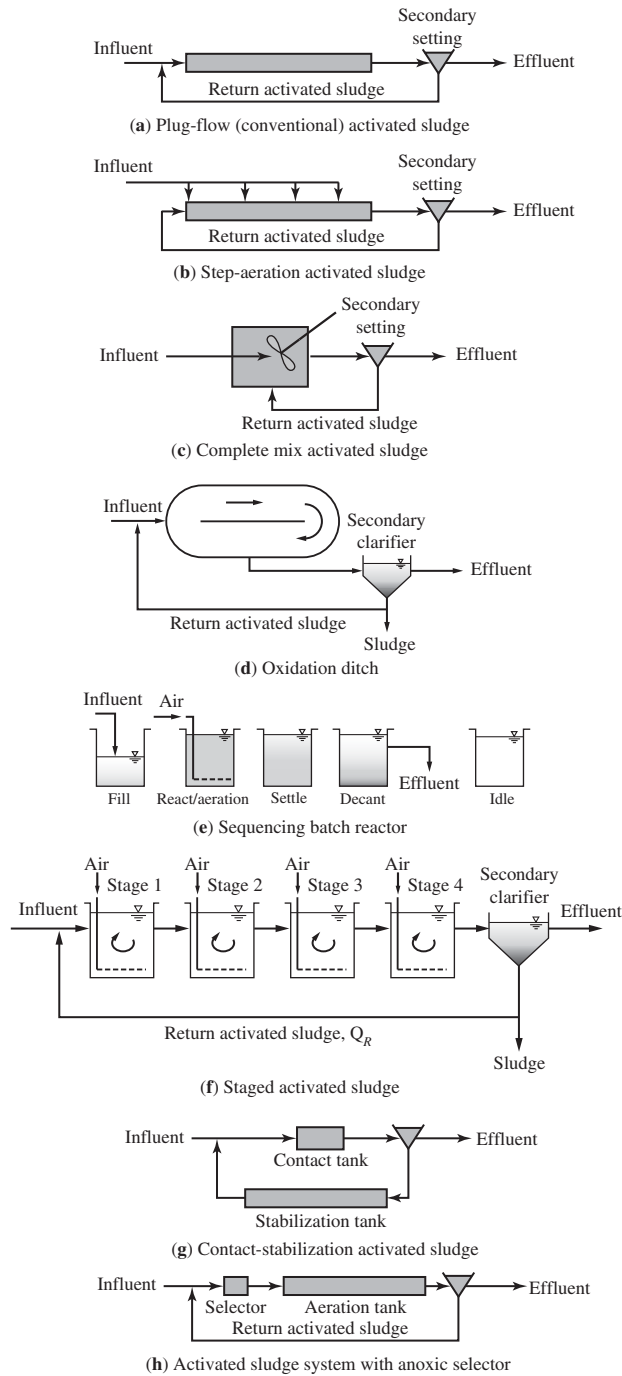 Secondary
setting
Influent
Effluent
Return activated sludge
(a) Plug-flow (conventional) activated sludge
Influent
Secondary
setting
Effluent
Return activated sludge
(b) Step-aeration activated sludge
Secondary
setting
Influent
Effluent
Return activated sludge
(c) Complete mix activated sludge
Influent
Secondary
clarifier
Effluent
Return activated sludge
Sludge
(d) Oxidation ditch
Influent
Air
Effluent
Fill
React/aeration
Settle
Decant
Idle
(e) Sequencing batch reactor
Air
Stage 1
Air
Stage 2
Air
Stage 3
Air
Stage 4
Secondary
clarifier
Influent
Effluent
Return activated sludge, QR
Sludge
(f) Staged activated sludge
Influent
Effluent
Contact tank
Stabilization tank
(g) Contact-stabilization activated sludge
Influent
Effluent
Selector
Aeration tank
Return activated sludge
(h) Activated sludge system with anoxic selector